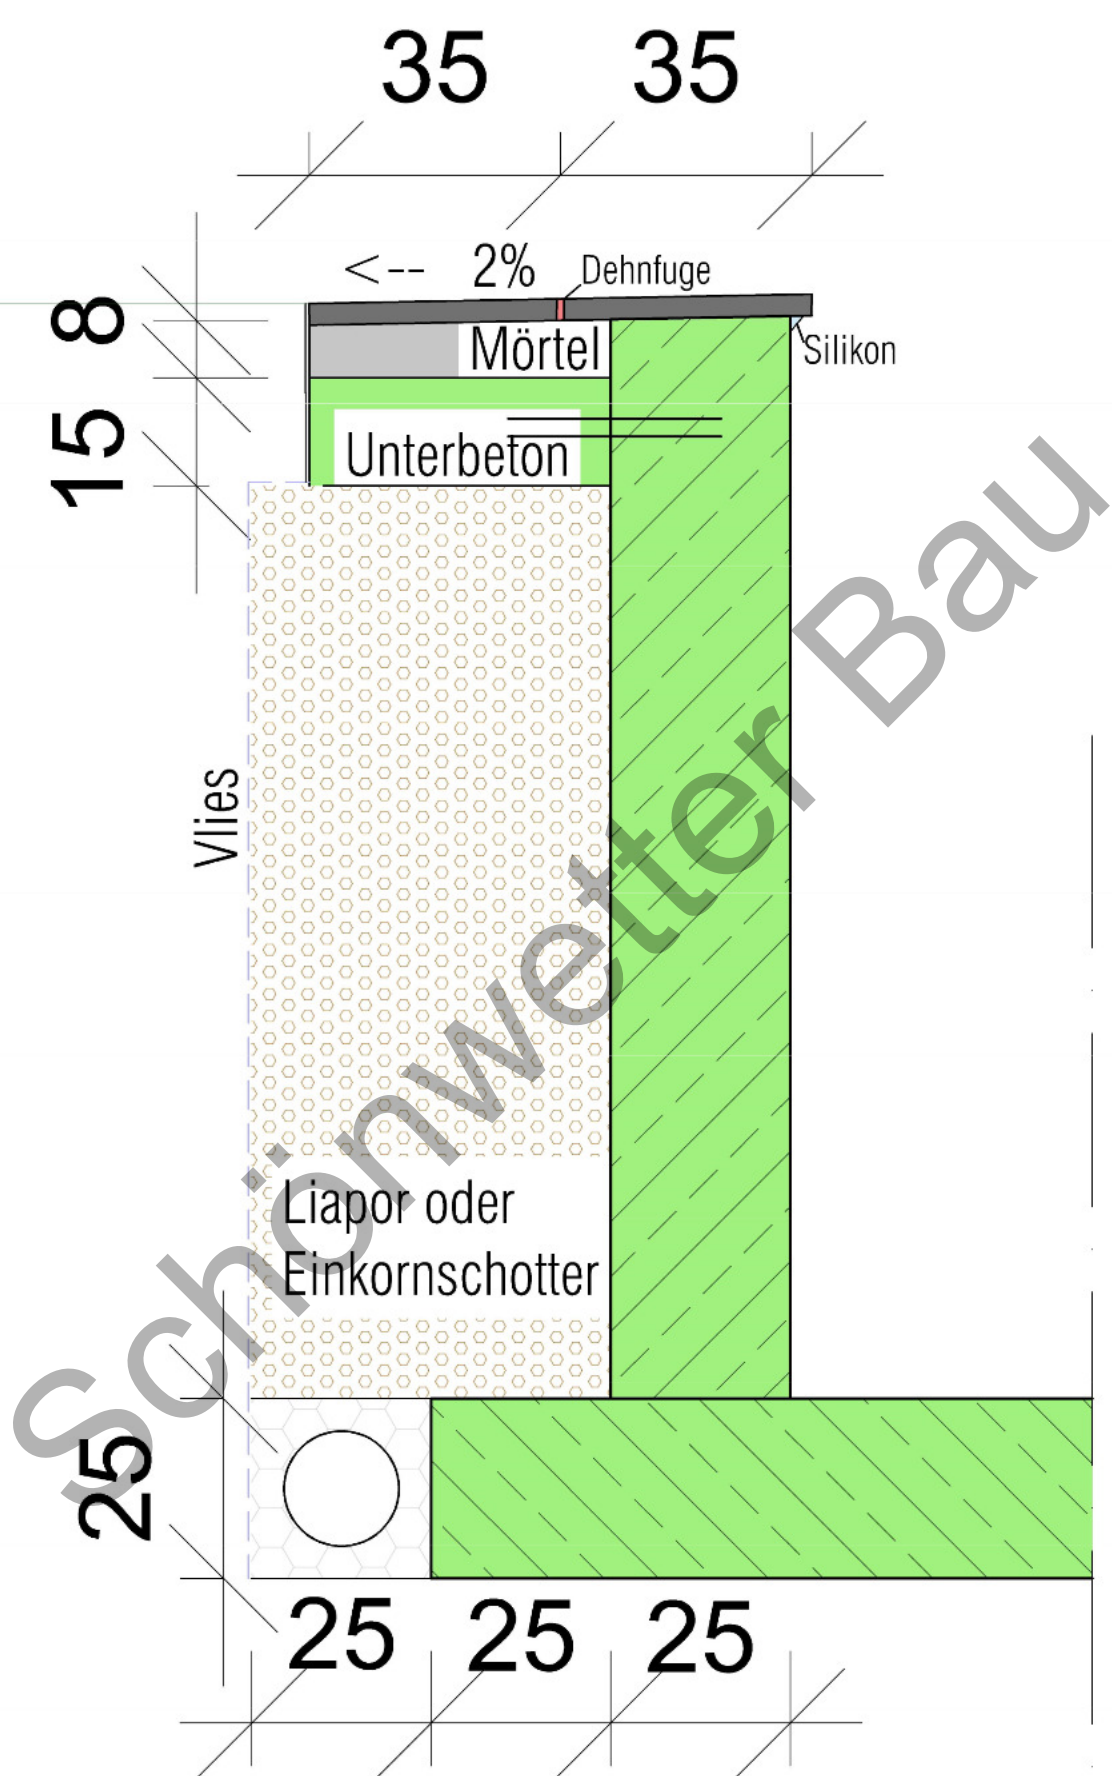 35 35
<-- 2% Dehnfuge
8
Mörtel
Silikon
15
Unterbeton
Vlies
Liapor oder
Einkornschotter
25
25 25 25
Schönwetter Bau